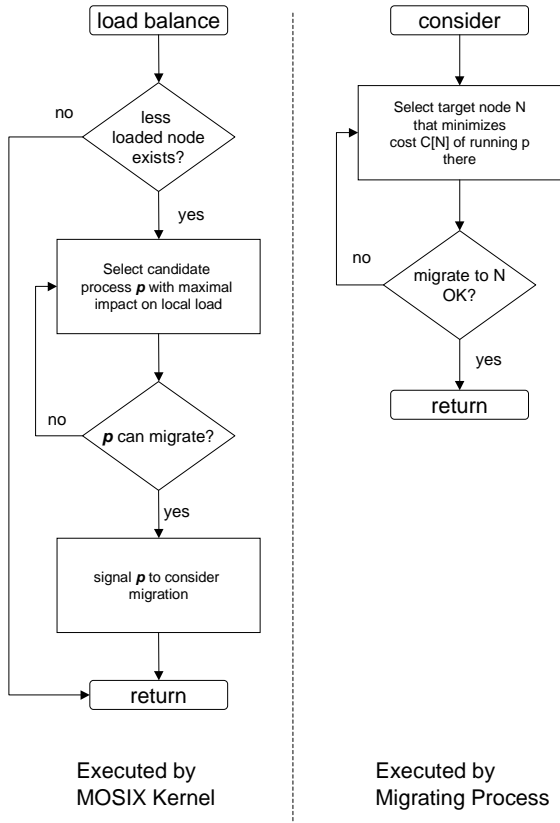 load balance
no
less
loaded node
exists?
yes
Select candidate
process p with maximal
impact on local load
no
p can migrate?
yes
signal p to consider
migration
return
Executed by
MOSIX Kernel
consider
Select target node N
that minimizes
cost C[N] of running p
there
no
migrate to N
OK?
yes
return
Executed by
Migrating Process